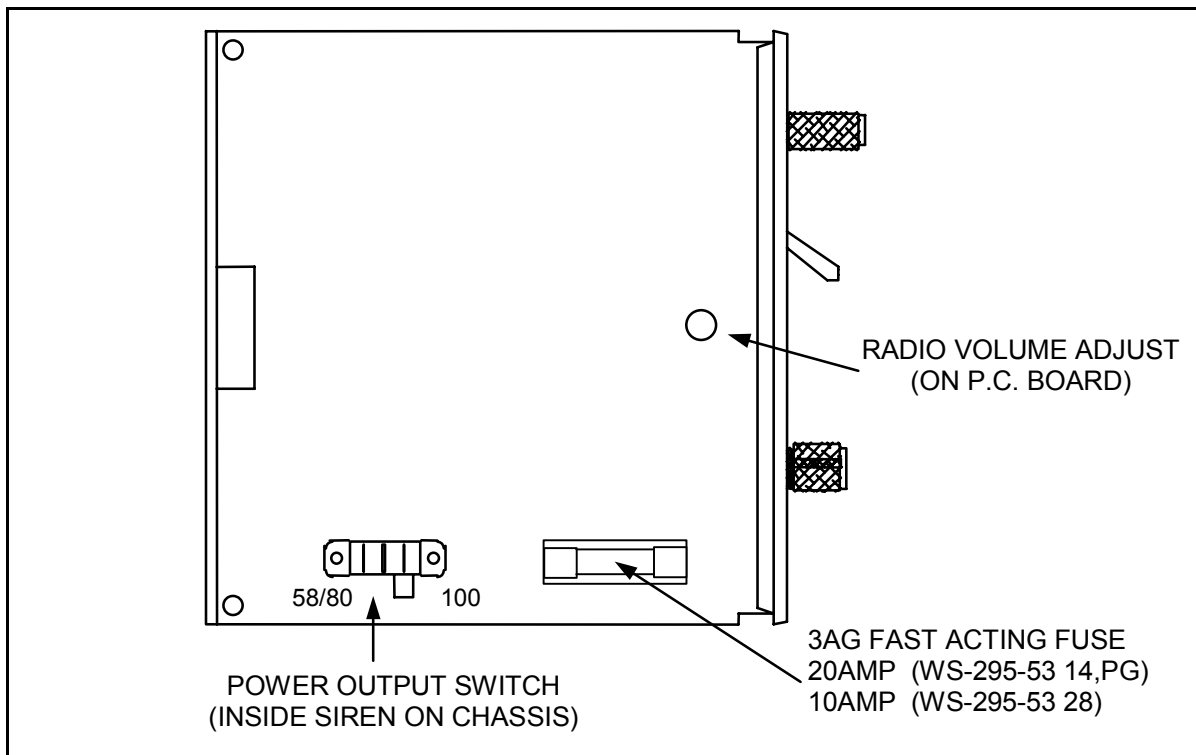 RADIO VOLUME ADJUST
(ON P.C. BOARD)
58/80 100
POWER OUTPUT SWITCH
(INSIDE SIREN ON CHASSIS)
3AG FAST ACTING FUSE
20AMP (WS-295-53 14,PG)
10AMP (WS-295-53 28)